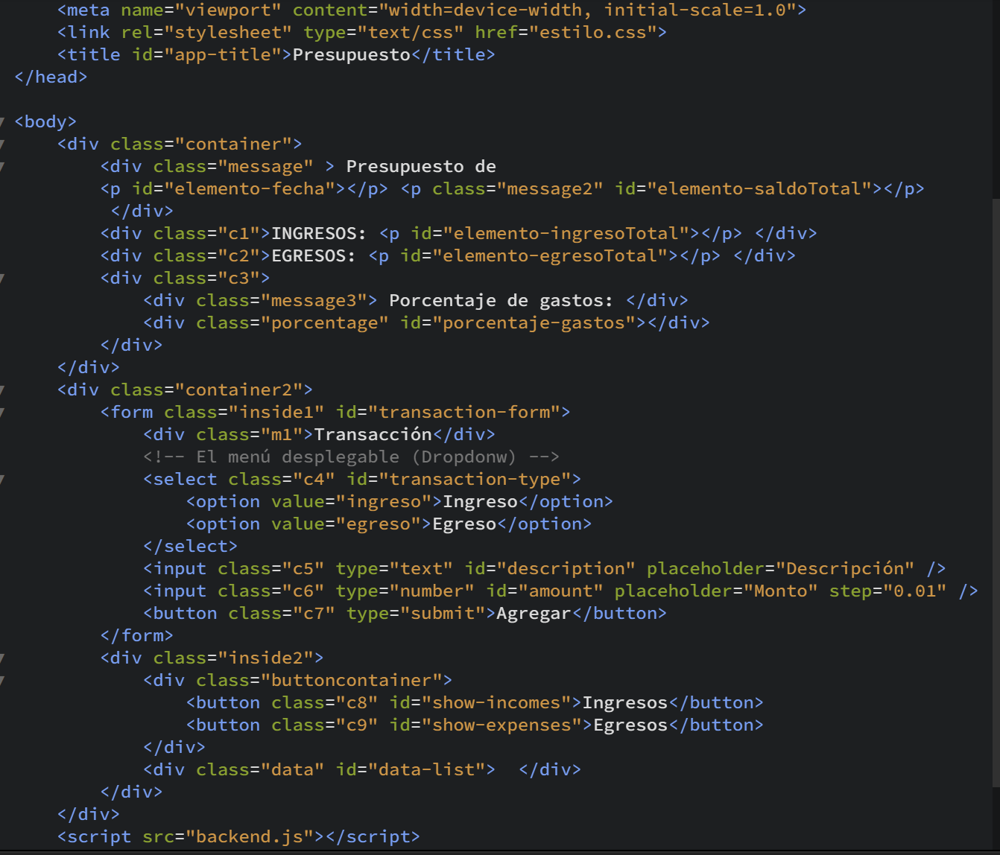 <meta name="viewport" content="width=device-width, initial-scale=1.0">
<link rel="stylesheet" type="text/css" href="estilo.css">
<title id="app-title">Presupuesto</title>
</head>
<body>
<div class="container">
<div class="message" > Presupuesto de
<p id="elemento-fecha"></p> <p class="message2" id="elemento-saldoTotal"></p>
</div>
<div class="c1">INGRESOS: <p id="elemento-ingresoTotal"></p> </div>
<div class="c2">EGRESOS: <p id="elemento-egresoTotal"></p> </div>
<div class="c3">
<div class="message3"> Porcentaje de gastos: </div>
<div class="porcentage" id="porcentaje-gastos"></div>
</div>
</div>
<div class="container2">
<form class="inside1" id="transaction-form">
<div class="m1">Transacción</div>
<!-- El menú desplegable (Dropdonw) -->
<select class="c4" id="transaction-type">
<option value="ingreso">Ingreso</option>
<option value="egreso">Egreso</option>
</select>
<input class="c5" type="text" id="description" placeholder="Descripción" />
<input class="c6" type="number" id="amount" placeholder="Monto" step="0.01" />
<button class="c7" type="submit">Agregar</button>
</form>
<div class="inside2">
<div class="buttoncontainer">
<button class="c8" id="show-incomes">Ingresos</button>
<button class="c9" id="show-expenses">Egresos</button>
</div>
<div class="data" id="data-list">  </div>
</div>
</div>
<script src="backend.js"></script>